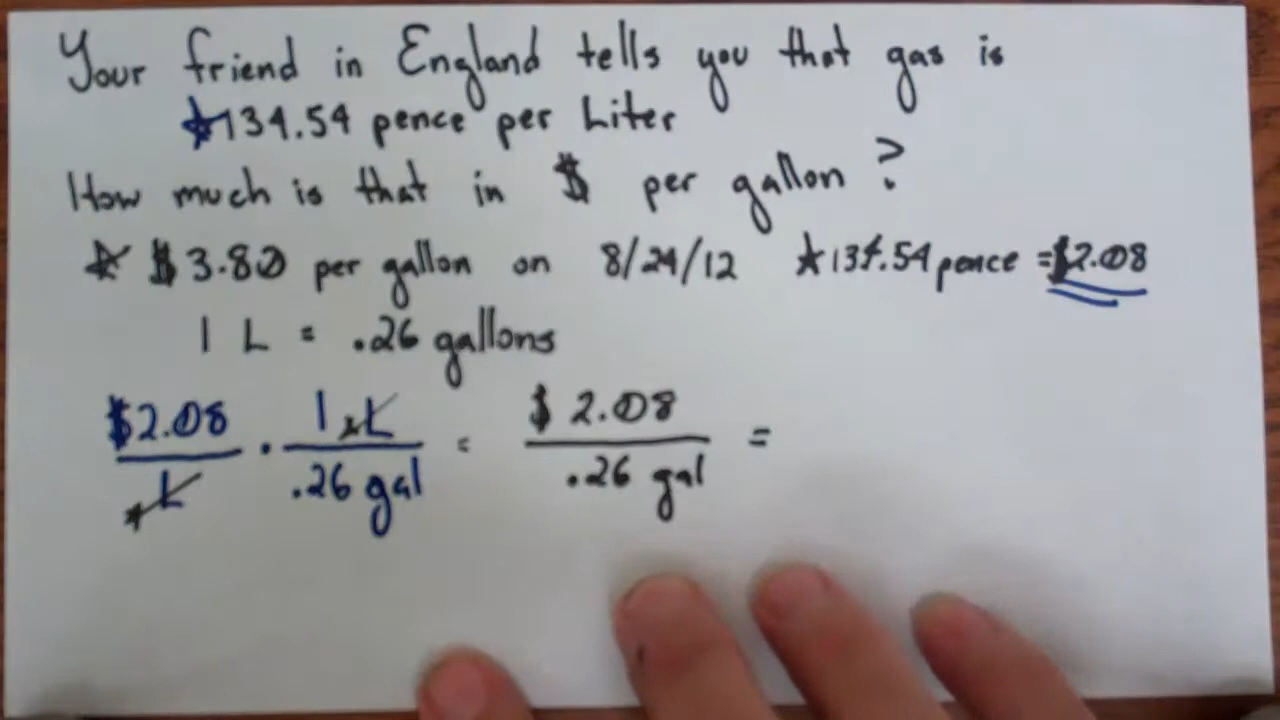 Your friend in England tells you that gas is
★134.54 pence per Liter
How much is that in $ per gallon?
★ $3.80 per gallon on 8/24/12 ★134.54 pence = $2.08
1 L = .26 gallons
$2.08/L · 1 L/.26 gal = $2.08/.26 gal =